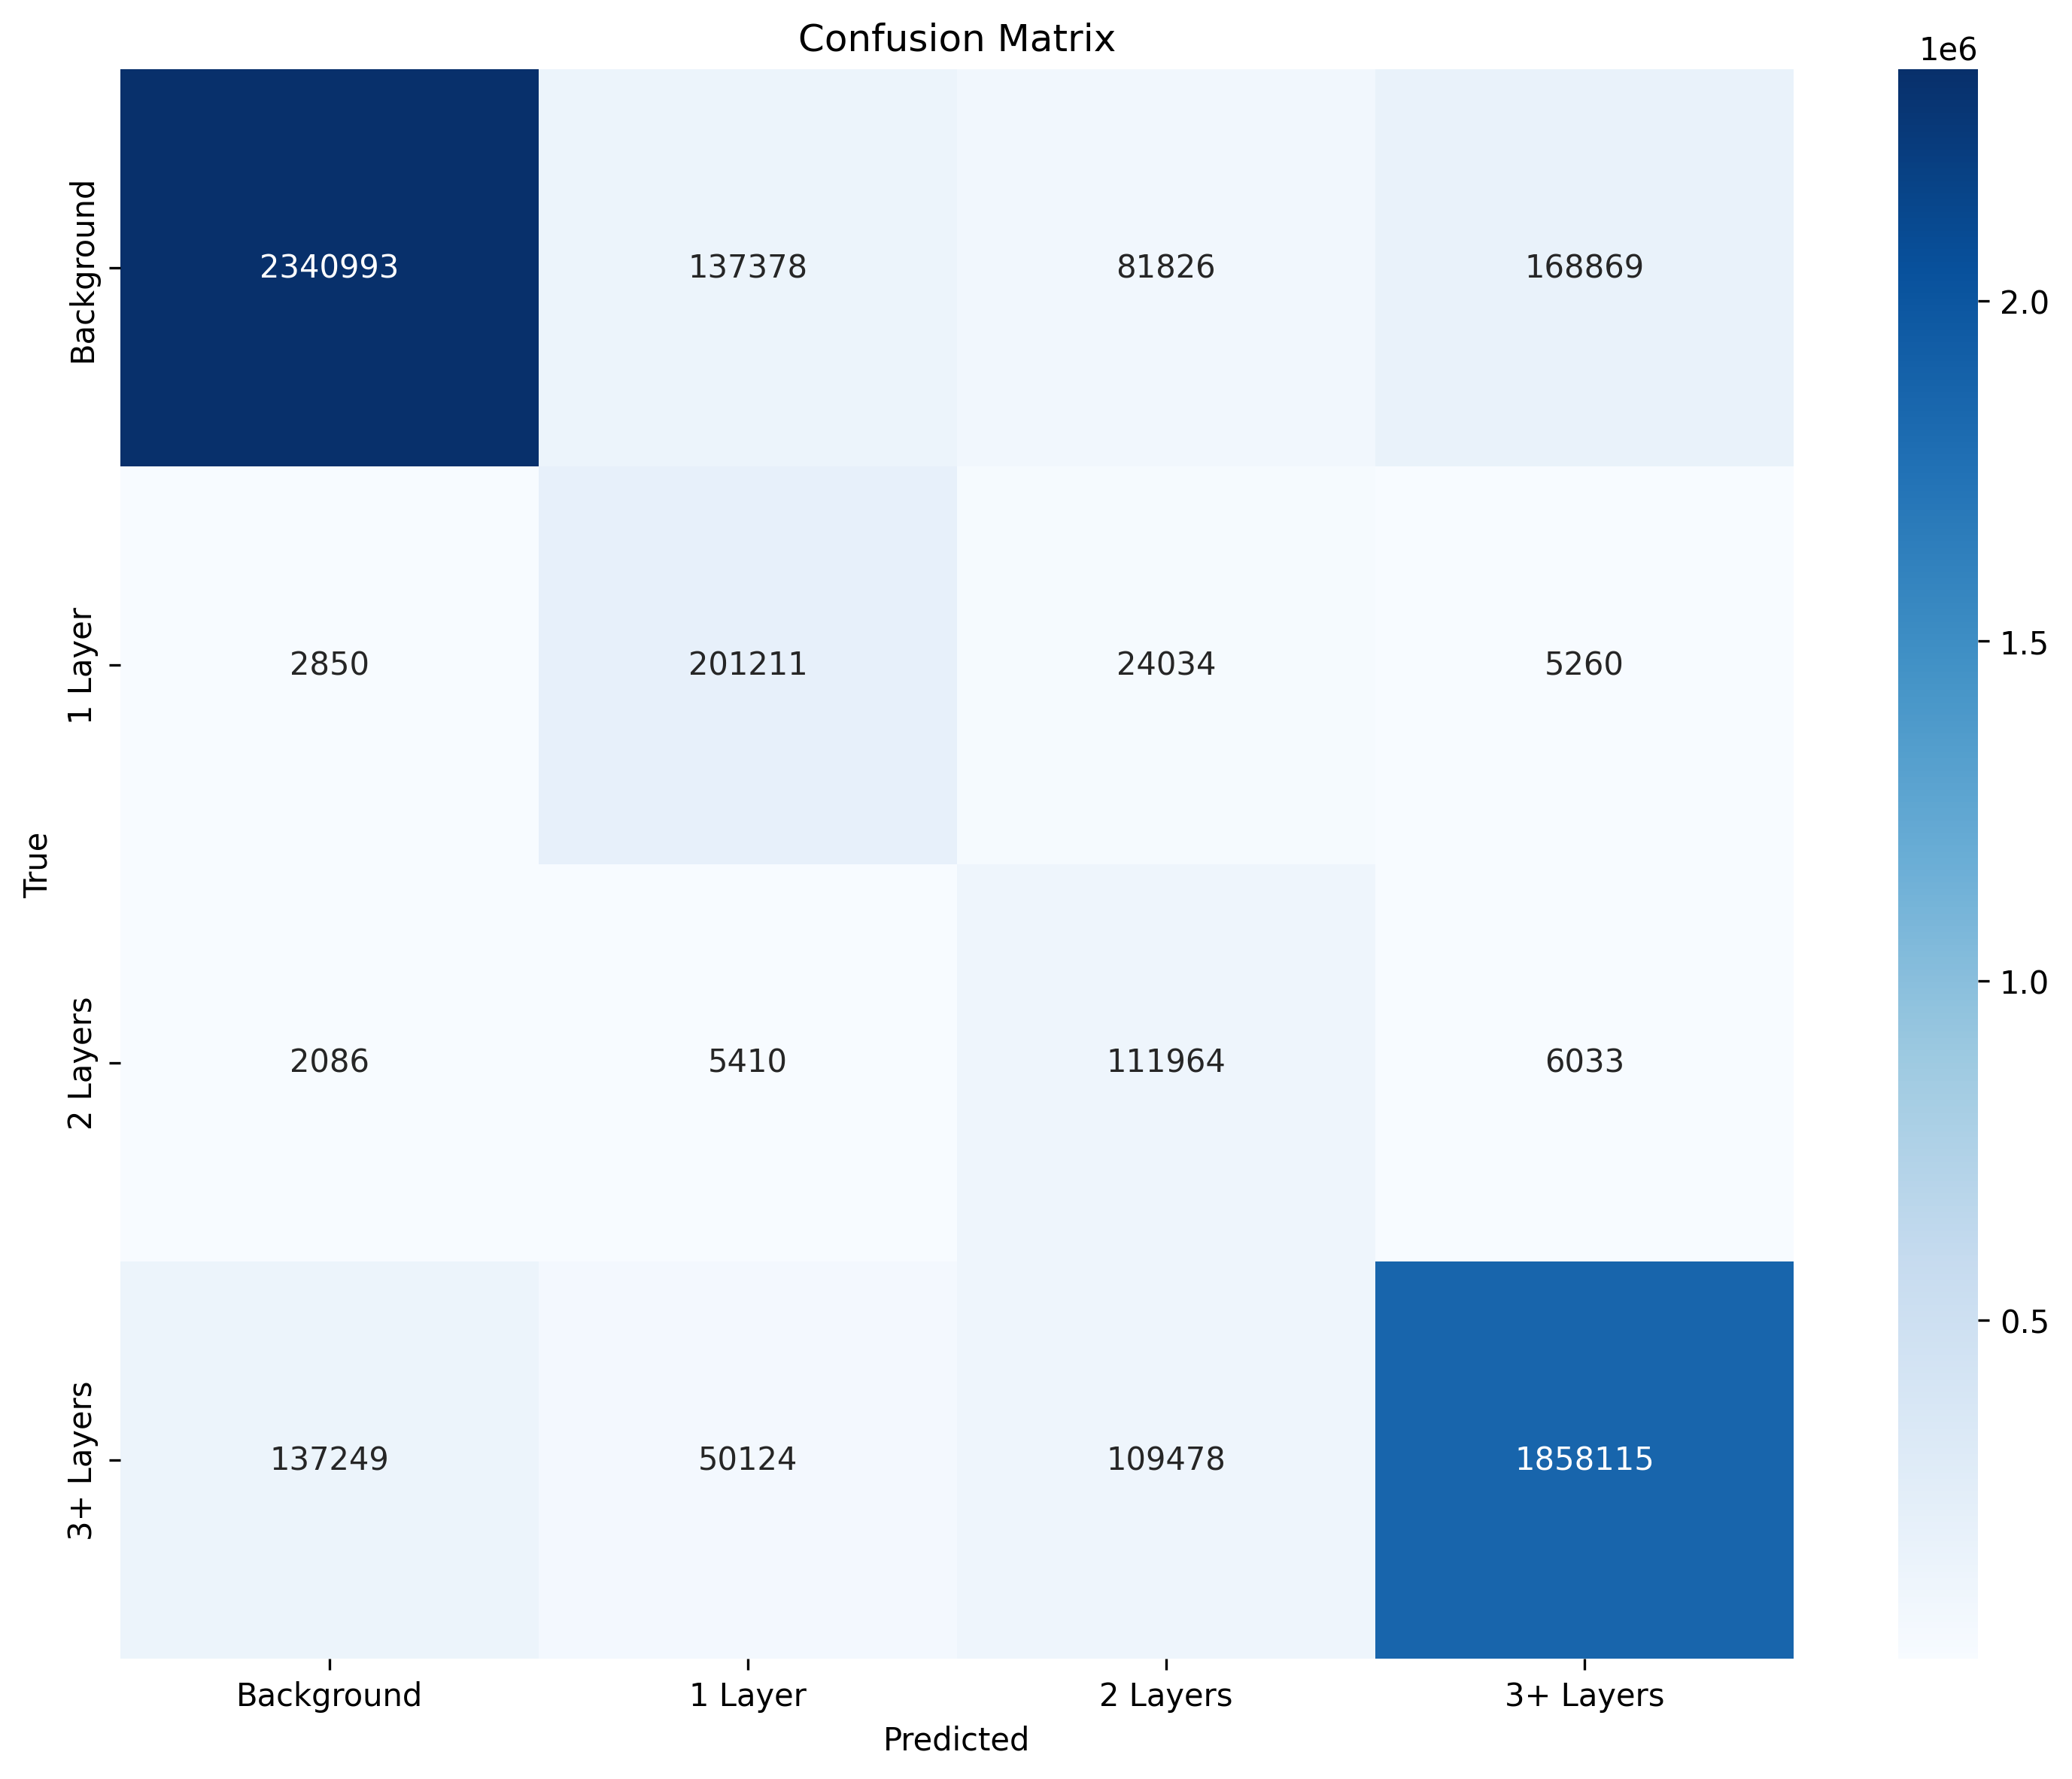 Confusion Matrix
1e6
Background
2340993 137378 81826 168869
2.0
1 Layer
2850 201211 24034 5260
1.5
True
2 Layers
2086 5410 111964 6033
1.0
3+ Layers
137249 50124 109478 1858115
0.5
Background 1 Layer 2 Layers 3+ Layers
Predicted